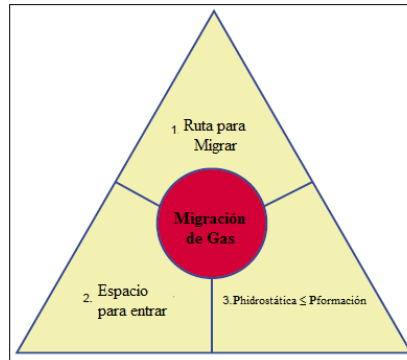 1. Ruta para
Migrar
Migración
de Gas
2. Espacio
para entrar
3. Phidrostática ≤ Pformación